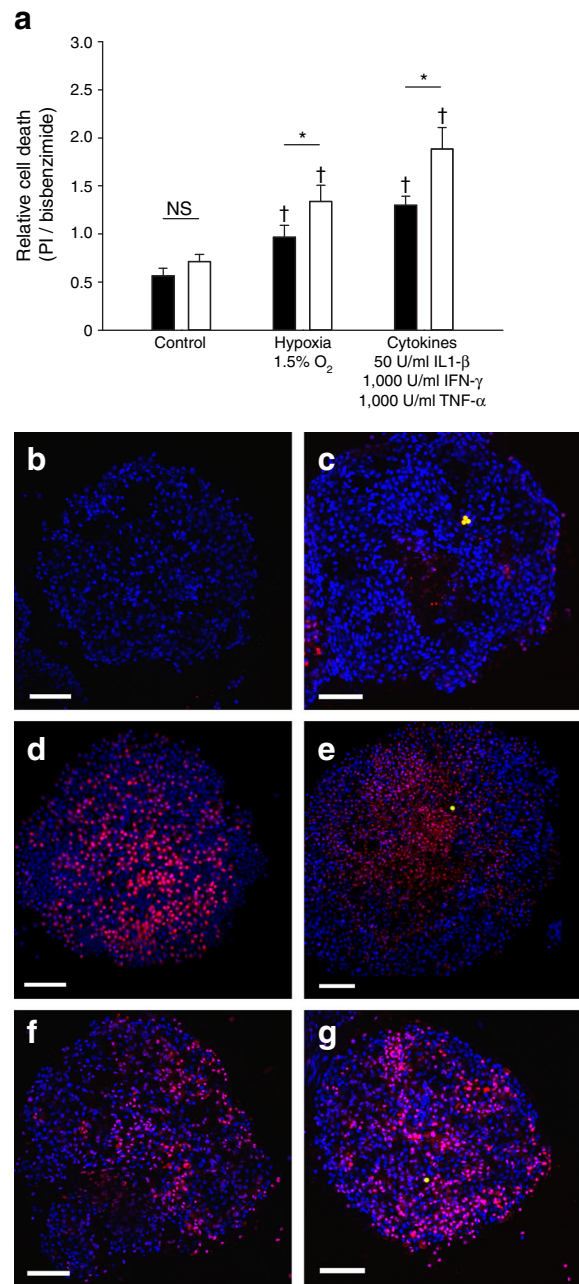 a
3.0
2.5
2.0
1.5
1.0
0.5
0
Relative cell death
(PI / bisbenzimide)
NS
*
*
†
†
†
†
Control
Hypoxia
1.5% O₂
Cytokines
50 U/ml IL1-β
1,000 U/ml IFN-γ
1,000 U/ml TNF-α
b
c
d
e
f
g